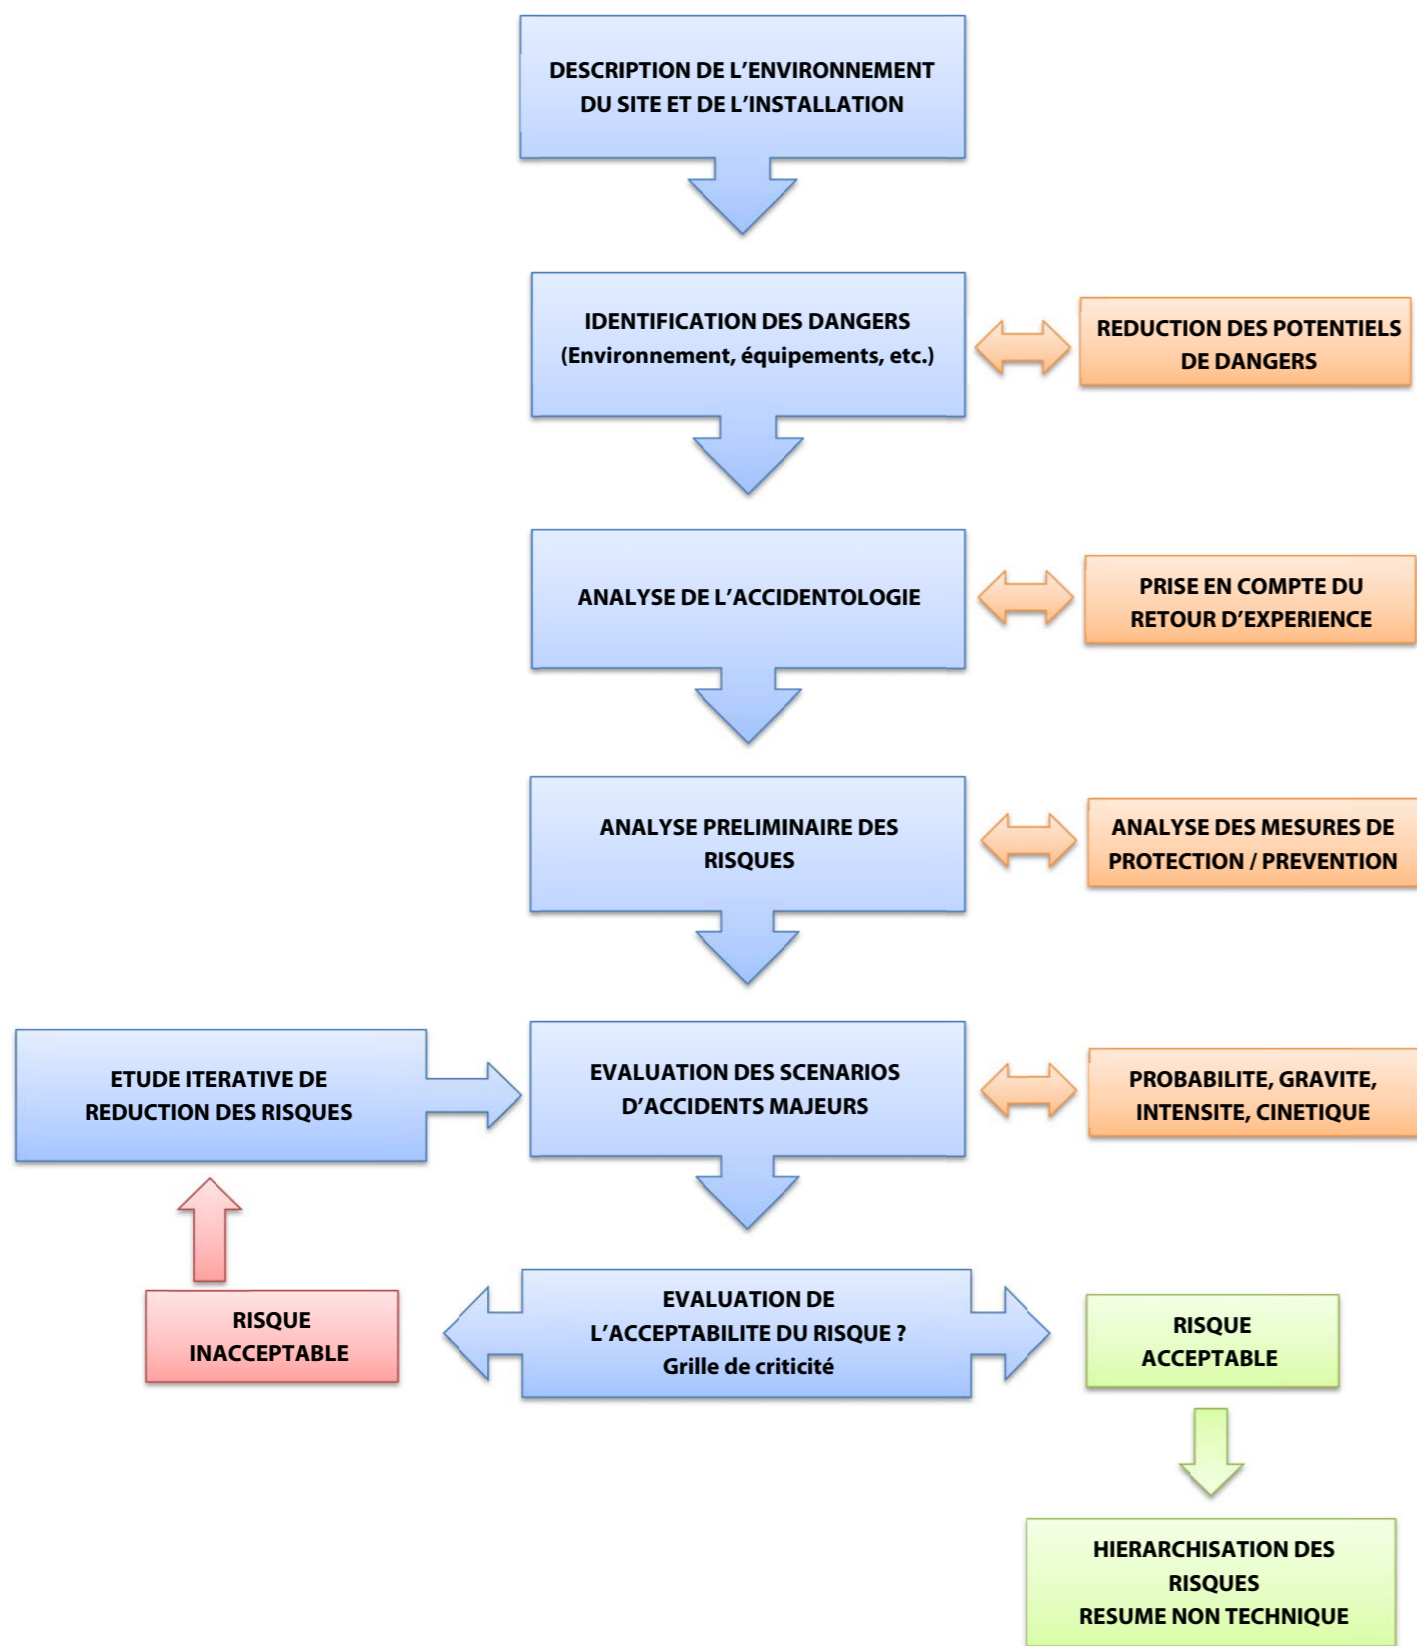 DESCRIPTION DE L’ENVIRONNEMENT
DU SITE ET DE L’INSTALLATION
IDENTIFICATION DES DANGERS
(Environnement, équipements, etc.)
REDUCTION DES POTENTIELS
DE DANGERS
ANALYSE DE L’ACCIDENTOLOGIE
PRISE EN COMPTE DU
RETOUR D’EXPERIENCE
ANALYSE PRELIMINAIRE DES
RISQUES
ANALYSE DES MESURES DE
PROTECTION / PREVENTION
ETUDE ITERATIVE DE
REDUCTION DES RISQUES
EVALUATION DES SCENARIOS
D’ACCIDENTS MAJEURS
PROBABILITE, GRAVITE,
INTENSITE, CINETIQUE
RISQUE
INACCEPTABLE
EVALUATION DE
L’ACCEPTABILITE DU RISQUE ?
Grille de criticité
RISQUE
ACCEPTABLE
HIERARCHISATION DES
RISQUES
RESUME NON TECHNIQUE